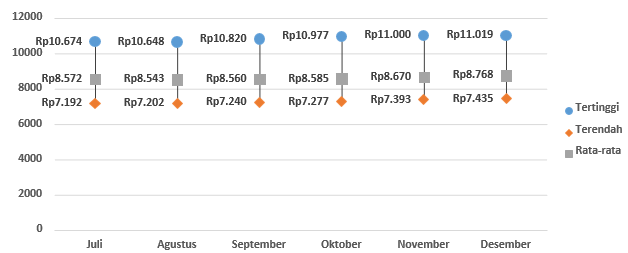 12000
10000
8000
6000
4000
2000
0
Rp10.674 Rp10.648 Rp10.820 Rp10.977 Rp11.000 Rp11.019
Rp8.572 Rp8.543 Rp8.560 Rp8.585 Rp8.670 Rp8.768
Rp7.192 Rp7.202 Rp7.240 Rp7.277 Rp7.393 Rp7.435
Juli Agustus September Oktober November Desember
Tertinggi
Terendah
Rata-rata